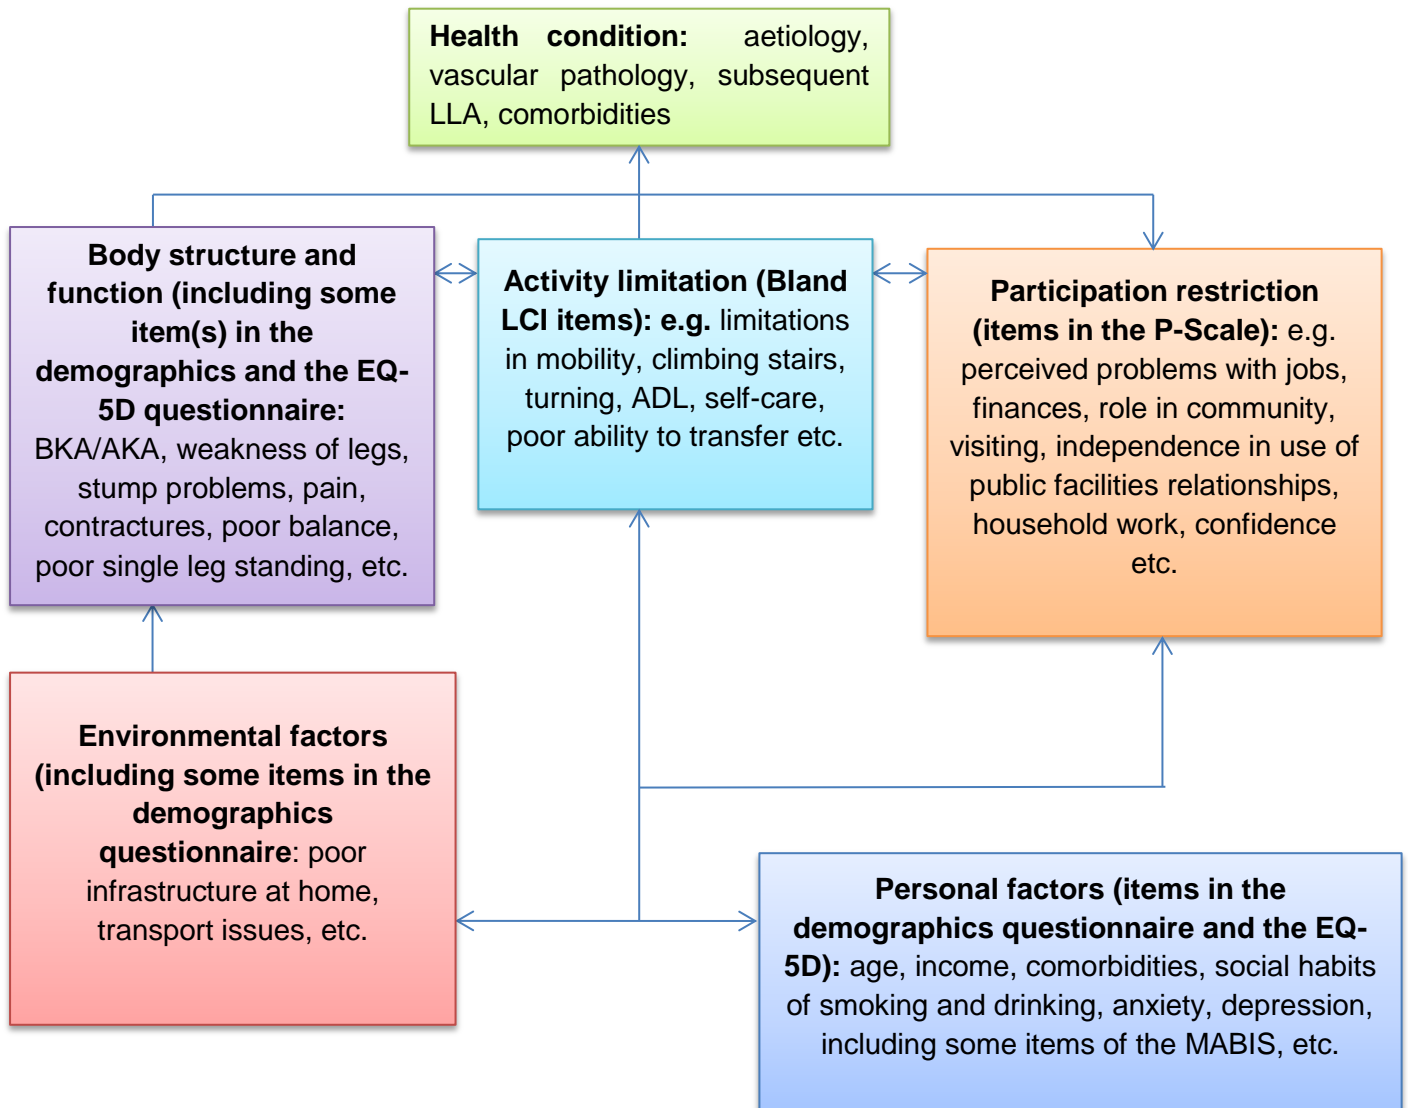 Health condition: aetiology,
vascular pathology, subsequent
LLA, comorbidities
Body structure and
function (including some
item(s) in the
demographics and the EQ-
5D questionnaire:
BKA/AKA, weakness of legs,
stump problems, pain,
contractures, poor balance,
poor single leg standing, etc.
Activity limitation (Bland
LCI items): e.g. limitations
in mobility, climbing stairs,
turning, ADL, self-care,
poor ability to transfer etc.
Participation restriction
(items in the P-Scale): e.g.
perceived problems with jobs,
finances, role in community,
visiting, independence in use of
public facilities relationships,
household work, confidence
etc.
Environmental factors
(including some items in the
demographics
questionnaire: poor
infrastructure at home,
transport issues, etc.
Personal factors (items in the
demographics questionnaire and the EQ-
5D): age, income, comorbidities, social habits
of smoking and drinking, anxiety, depression,
including some items of the MABIS, etc.